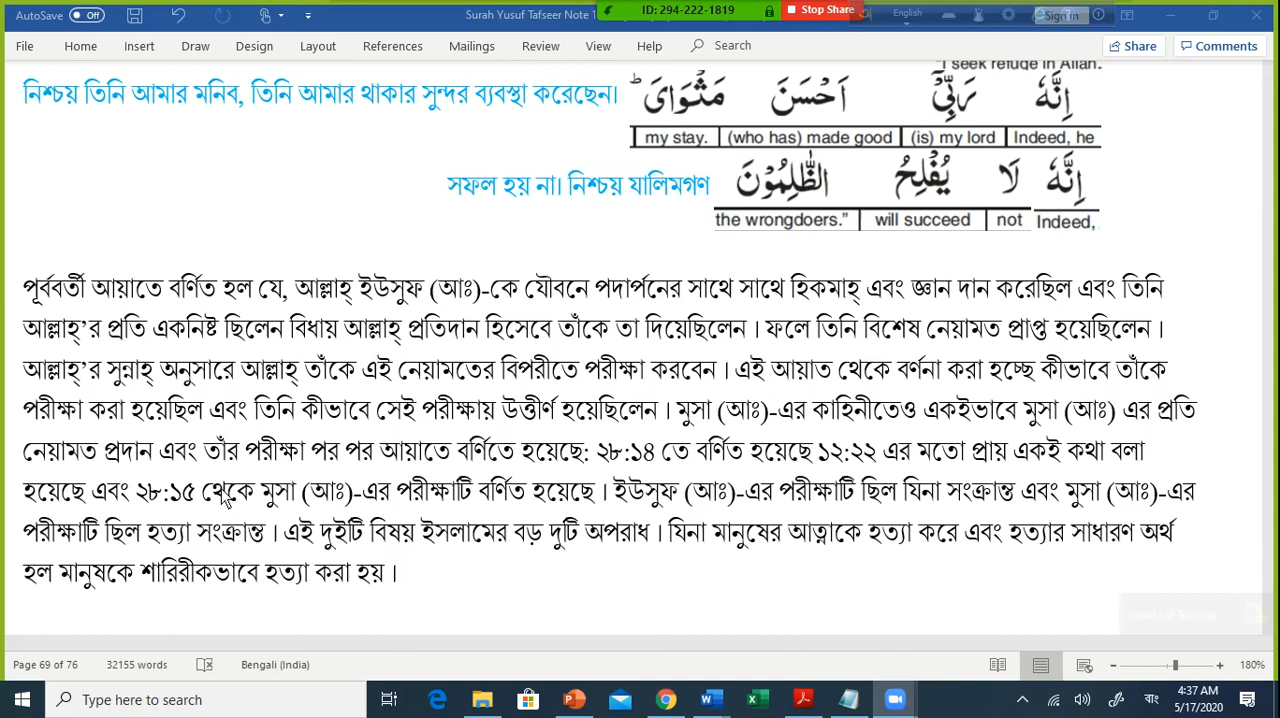 AutoSave Off Surah Yusuf Tafseer Note 1 ID: 294-222-1819 Stop Share English Sign in
File Home Insert Draw Design Layout References Mailings Review View Help Search Share Comments
"I seek refuge in Allah.
নিশ্চয় তিনি আমার মনিব, তিনি আমার থাকার সুন্দর ব্যবস্থা করেছেন। اِنَّهٗ رَبِّیْۤ اَحْسَنَ مَثْوَایَ ؕ
my stay. (who has) made good (is) my lord Indeed, he
সফল হয় না। নিশ্চয় যালিমগণ اِنَّهٗ لَا یُفْلِحُ الظّٰلِمُوْنَ
the wrongdoers.” will succeed not Indeed,
পূর্ববর্তী আয়াতে বর্ণিত হল যে, আল্লাহ্ ইউসুফ (আঃ)-কে যৌবনে পদার্পনের সাথে সাথে হিকমাহ্ এবং জ্ঞান দান করেছিল এবং তিনি
আল্লাহ্’র প্রতি একনিষ্ট ছিলেন বিধায় আল্লাহ্ প্রতিদান হিসেবে তাঁকে তা দিয়েছিলেন। ফলে তিনি বিশেষ নেয়ামত প্রাপ্ত হয়েছিলেন।
আল্লাহ্’র সুন্নাহ্ অনুসারে আল্লাহ্ তাঁকে এই নেয়ামতের বিপরীতে পরীক্ষা করবেন। এই আয়াত থেকে বর্ণনা করা হচ্ছে কীভাবে তাঁকে
পরীক্ষা করা হয়েছিল এবং তিনি কীভাবে সেই পরীক্ষায় উত্তীর্ণ হয়েছিলেন। মুসা (আঃ)-এর কাহিনীতেও একইভাবে মুসা (আঃ) এর প্রতি
নেয়ামত প্রদান এবং তাঁর পরীক্ষা পর পর আয়াতে বর্ণিতে হয়েছে: ২৮:১৪ তে বর্ণিত হয়েছে ১২:২২ এর মতো প্রায় একই কথা বলা
হয়েছে এবং ২৮:১৫ থেকে মুসা (আঃ)-এর পরীক্ষাটি বর্ণিত হয়েছে। ইউসুফ (আঃ)-এর পরীক্ষাটি ছিল যিনা সংক্রান্ত এবং মুসা (আঃ)-এর
পরীক্ষাটি ছিল হত্যা সংক্রান্ত। এই দুইটি বিষয় ইসলামের বড় দুটি অপরাধ। যিনা মানুষের আত্নাকে হত্যা করে এবং হত্যার সাধারণ অর্থ
হল মানুষকে শারিরীকভাবে হত্যা করা হয়।
Page 69 of 76 32155 words Bengali (India) 180%
Type here to search বাং 4:37 AM
5/17/2020